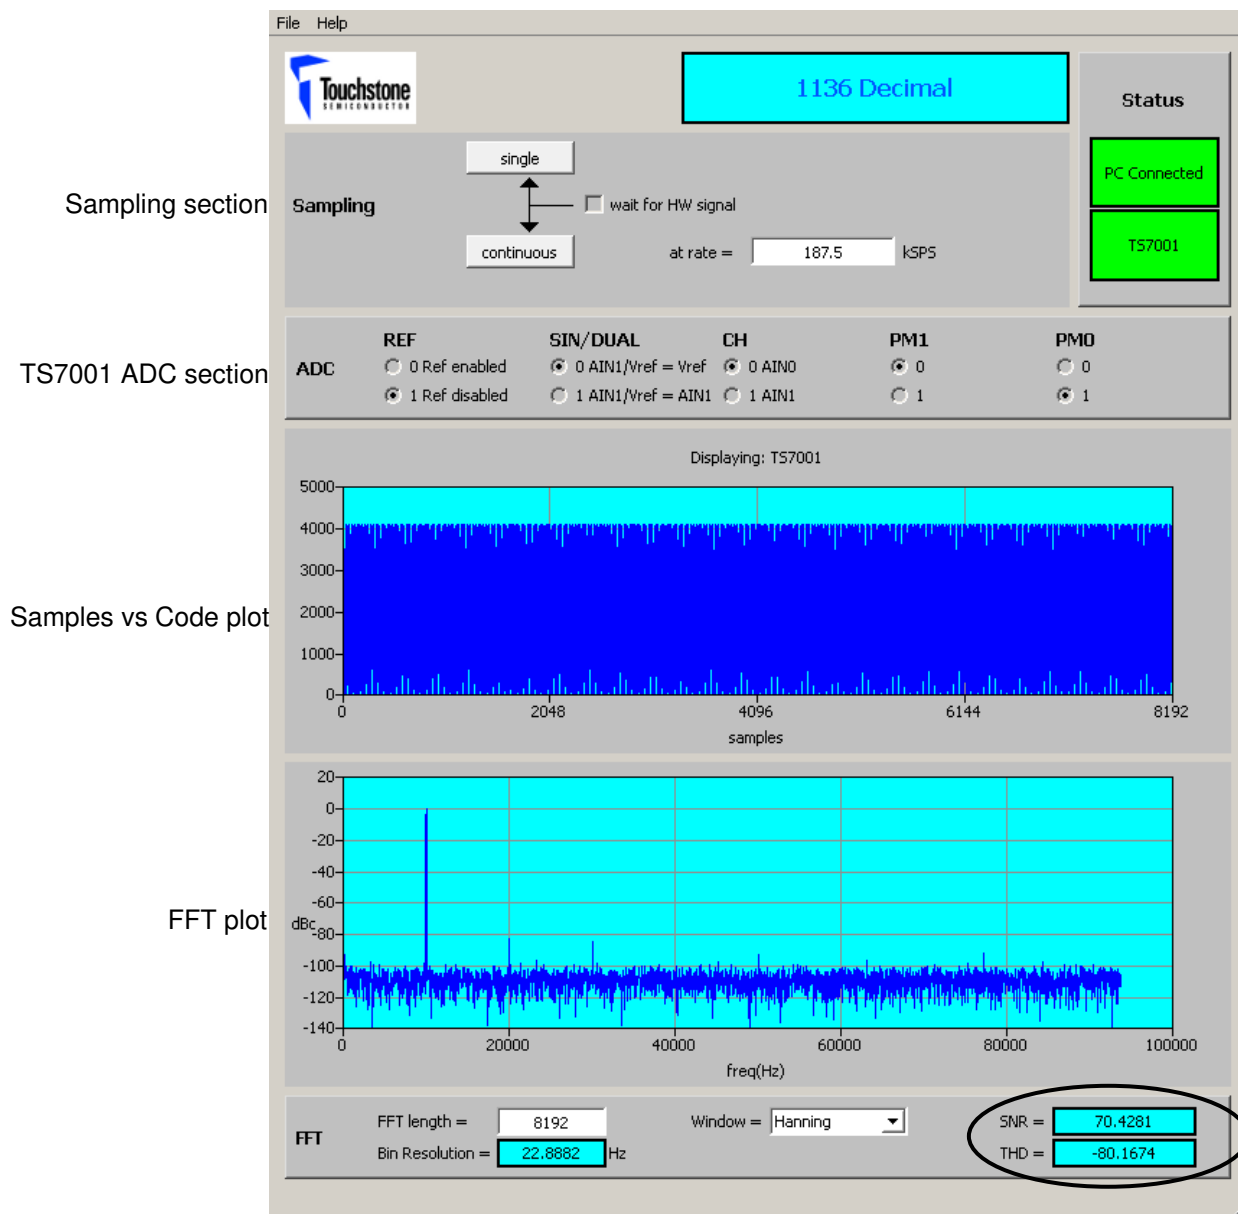 File Help
Touchstone
SEMICONDUCTOR
1136 Decimal
Status
PC Connected
TS7001
Sampling section
Sampling
single
wait for HW signal
continuous
at rate = 187.5 kSPS
TS7001 ADC section
ADC
REF SIN/DUAL CH PM1 PM0
0 Ref enabled 0 AIN1/Vref = Vref 0 AIN0 0 0
1 Ref disabled 1 AIN1/Vref = AIN1 1 AIN1 1 1
Displaying: TS7001
Samples vs Code plot
5000
4000
3000
2000
1000
0
0 2048 4096 6144 8192
samples
FFT plot
20
0
-20
-40
-60
dBc
-80
-100
-120
-140
0 20000 40000 60000 80000 100000
freq(Hz)
FFT
FFT length = 8192 Window = Hanning SNR = 70.4281
Bin Resolution = 22.8882 Hz THD = -80.1674